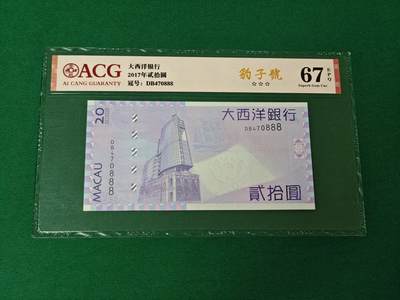 ACG
AI CANG GUARANTY
大西洋銀行
2017年贰拾圓
冠号: DB470888
豹子號
☆☆☆
67 EPQ
Superb Gem Unc
20
MACAU
DB470888
大西洋銀行
DB470888
貳拾圓